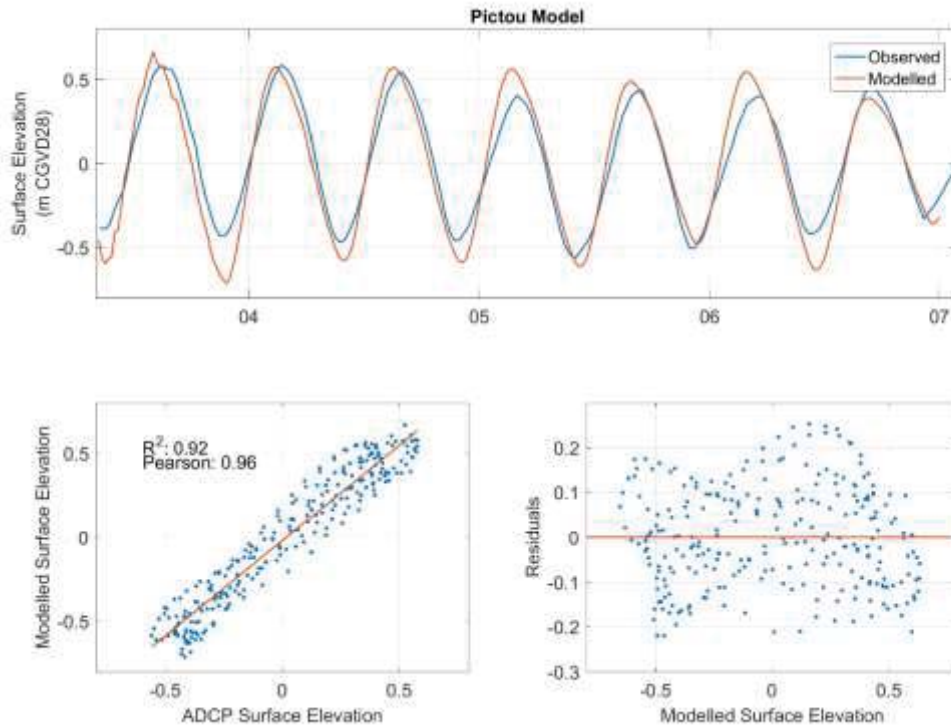 Pictou Model
Surface Elevation
(m CGVD28)
0.5
0
-0.5
Observed
Modelled
04
05
06
07
Modelled Surface Elevation
0.5
0
-0.5
R²: 0.92
Pearson: 0.96
-0.5
0
0.5
ADCP Surface Elevation
Residuals
0.2
0.1
0
-0.1
-0.2
-0.3
-0.5
0
0.5
Modelled Surface Elevation